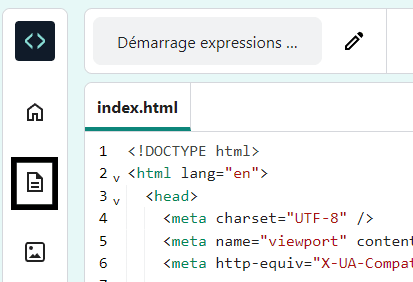 Démarrage expressions ...
index.html
1 <!DOCTYPE html>
2 <html lang="en">
3 <head>
4 <meta charset="UTF-8" />
5 <meta name="viewport" content
6 <meta http-equiv="X-UA-Compat